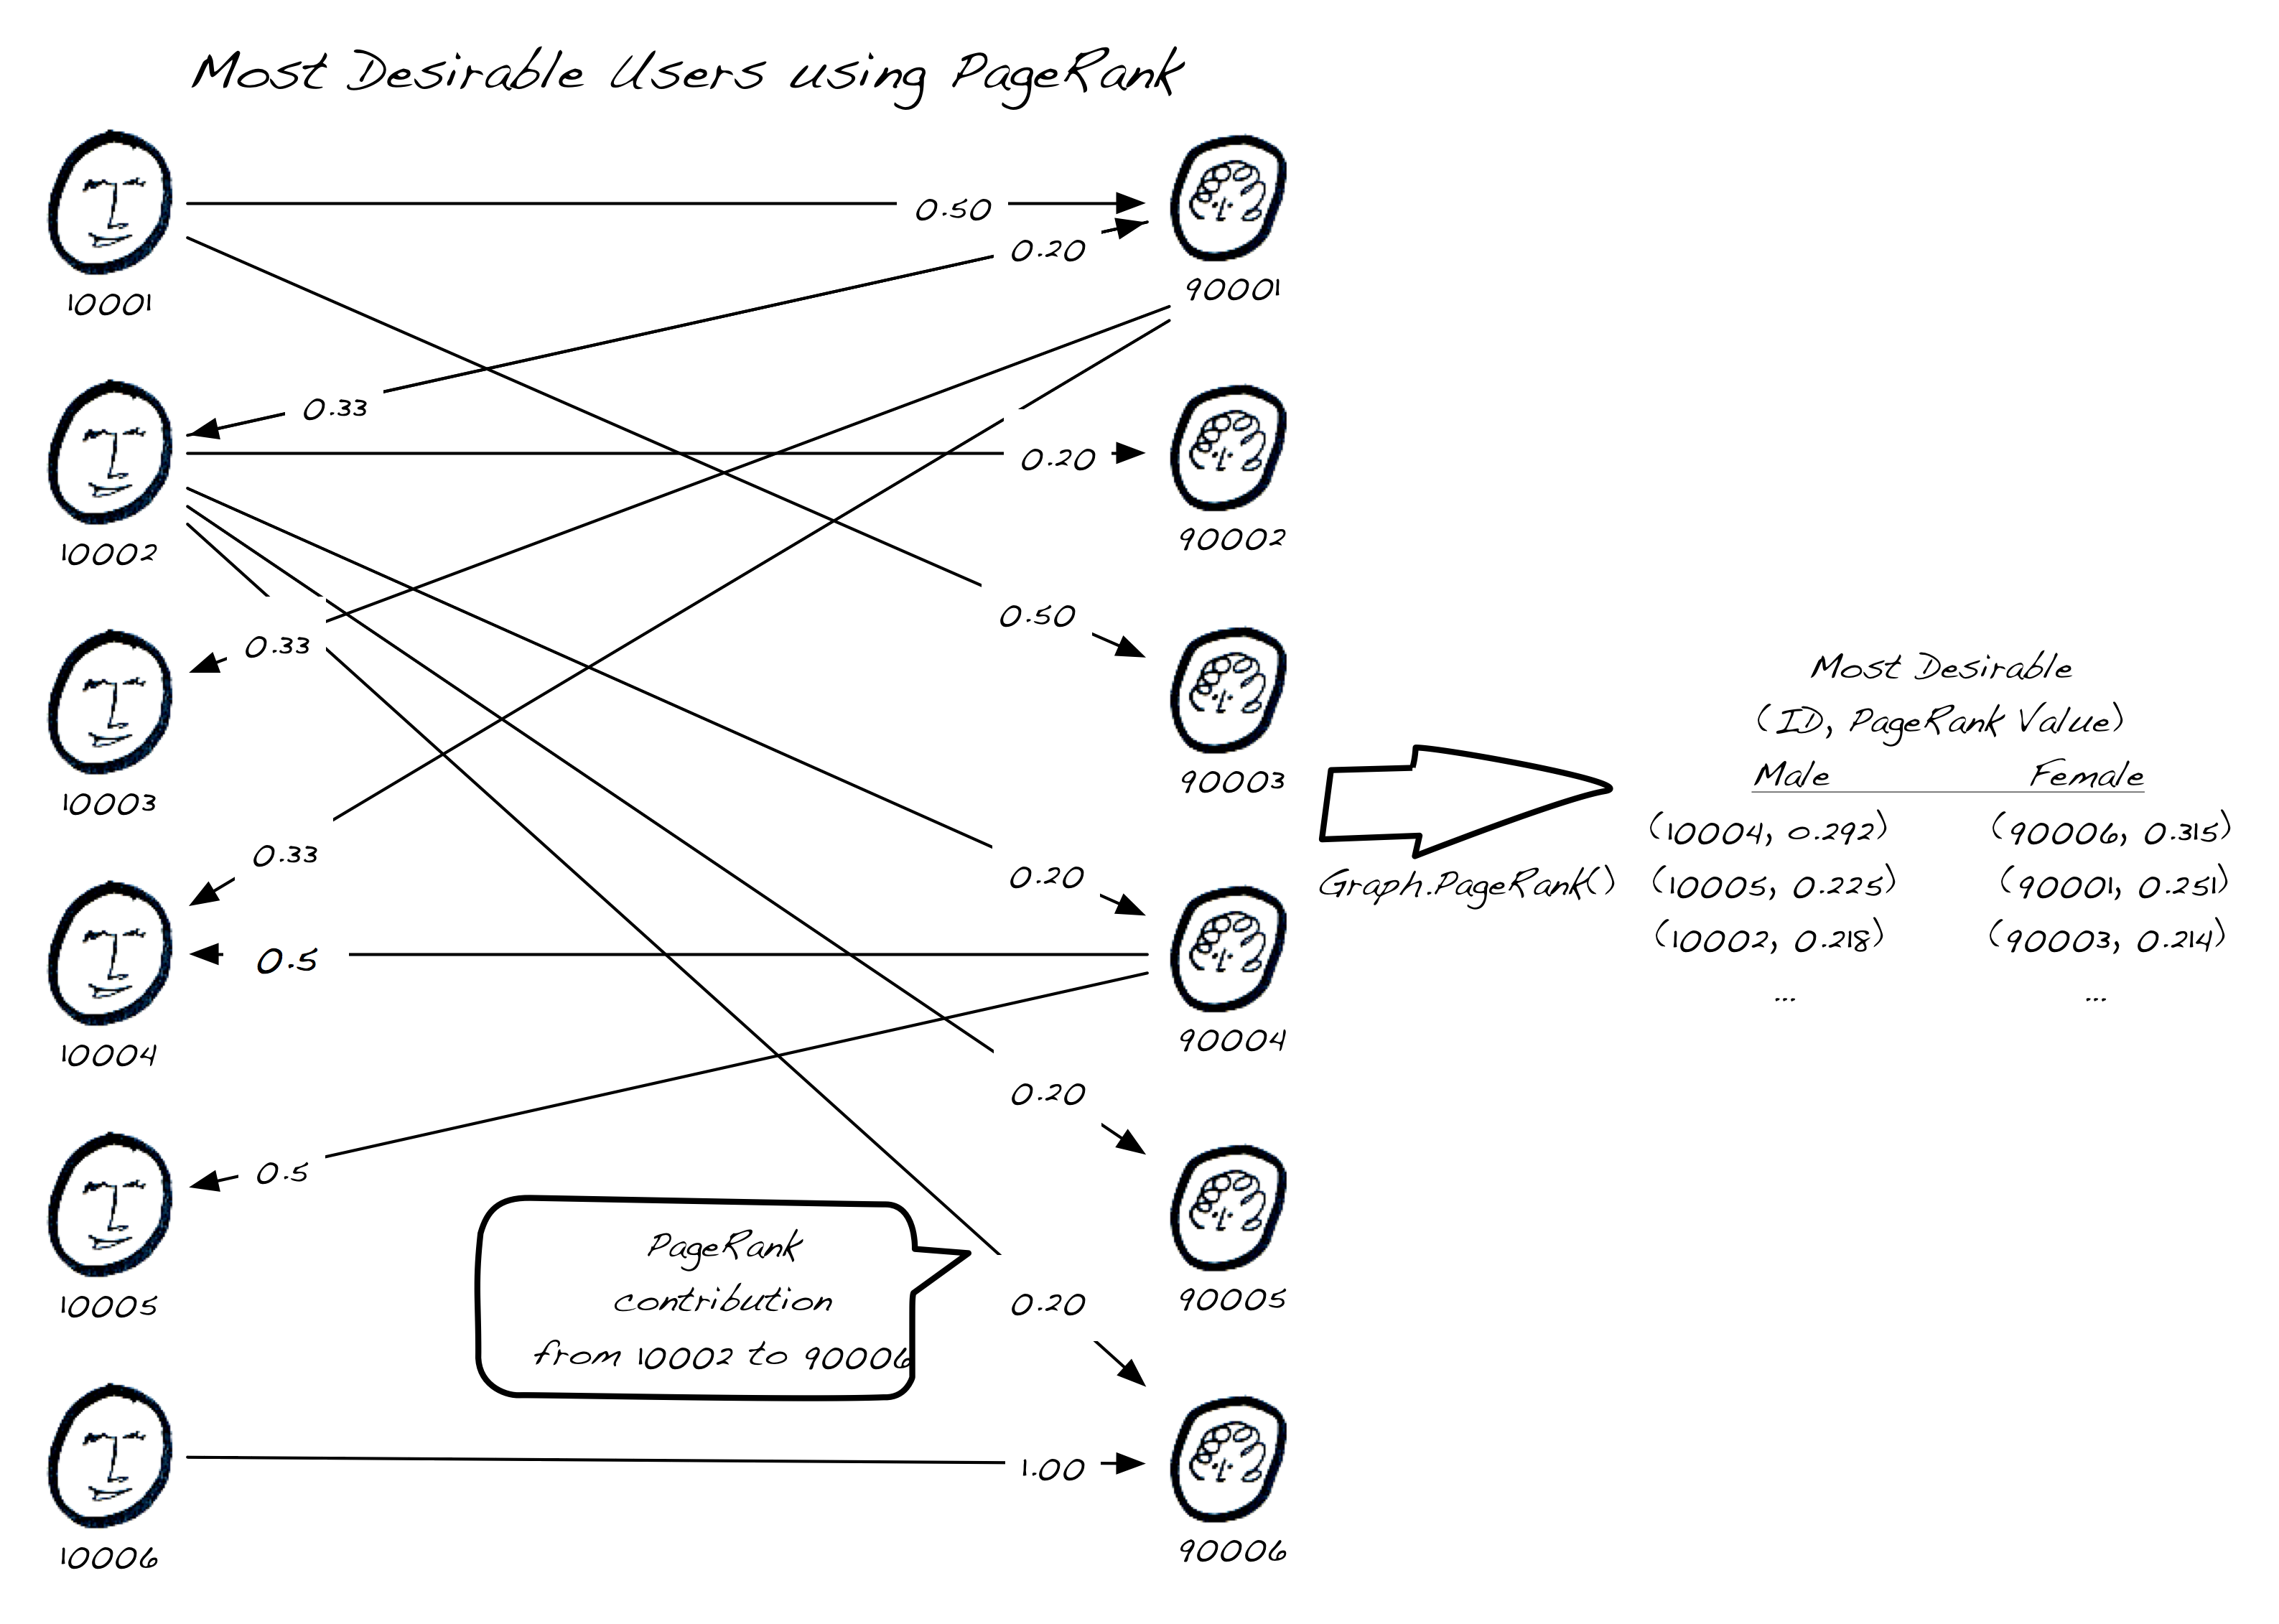 Most Desirable Users using PageRank
0.50
0.20
10001
90001
0.33
0.20
10002
90002
0.50
0.33
10003
90003
0.33
0.20
0.5
10004
90004
0.20
0.5
10005
90005
PageRank
contribution
from 10002 to 90006
0.20
1.00
10006
90006
Graph.PageRank()
Most Desirable
(ID, PageRank Value)
Male Female
(10004, 0.292) (90006, 0.315)
(10005, 0.225) (90001, 0.251)
(10002, 0.218) (90003, 0.214)
... ...